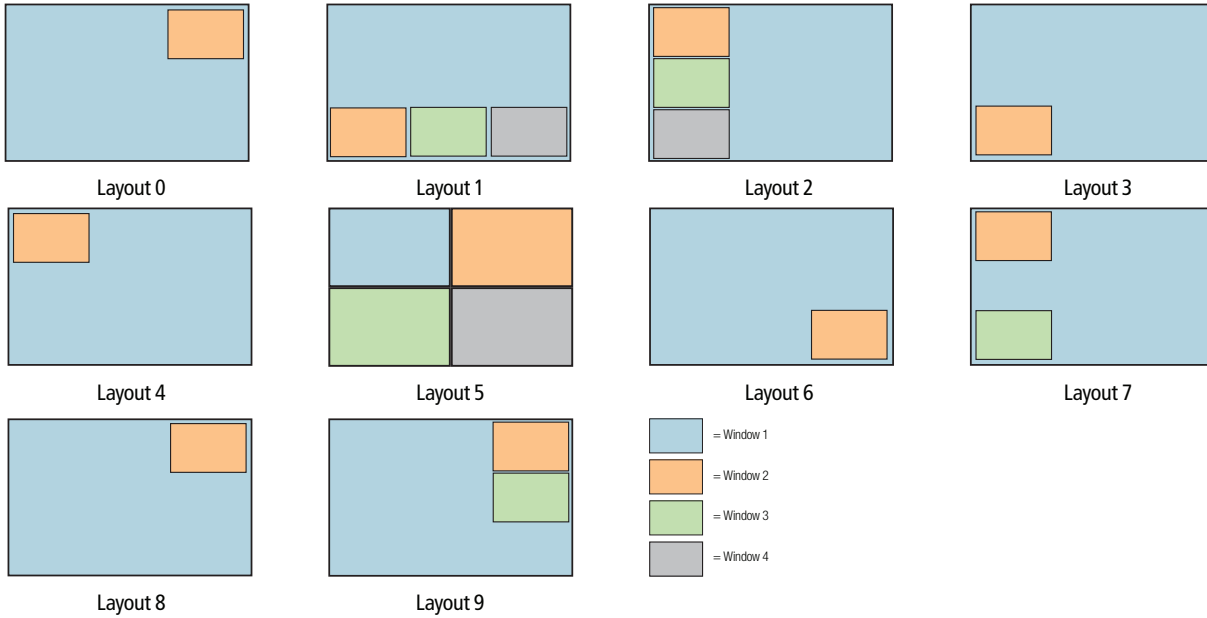 Layout 0
Layout 1
Layout 2
Layout 3
Layout 4
Layout 5
Layout 6
Layout 7
= Window 1
= Window 2
= Window 3
= Window 4
Layout 8
Layout 9